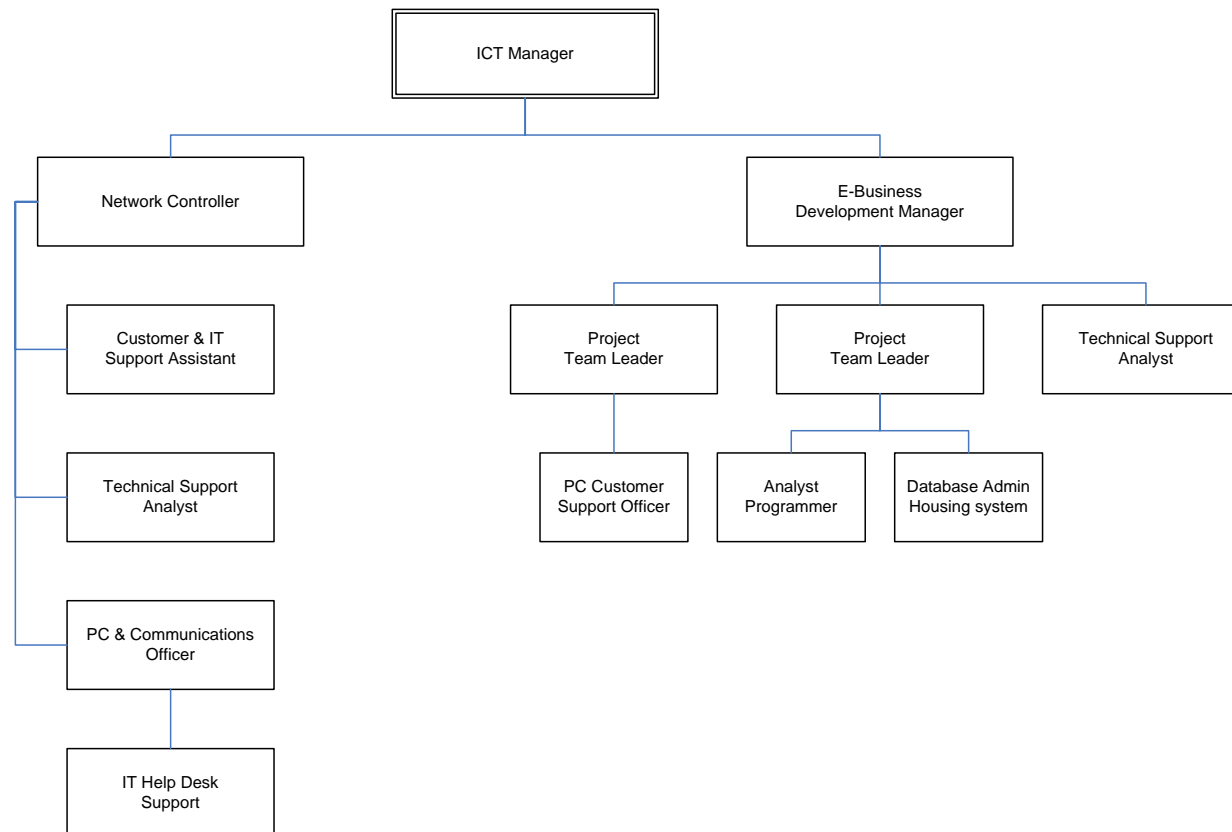 ICT Manager
Network Controller
E-Business
Development Manager
Customer & IT
Support Assistant
Project
Team Leader
Project
Team Leader
Technical Support
Analyst
Technical Support
Analyst
PC Customer
Support Officer
Analyst
Programmer
Database Admin
Housing system
PC & Communications
Officer
IT Help Desk
Support